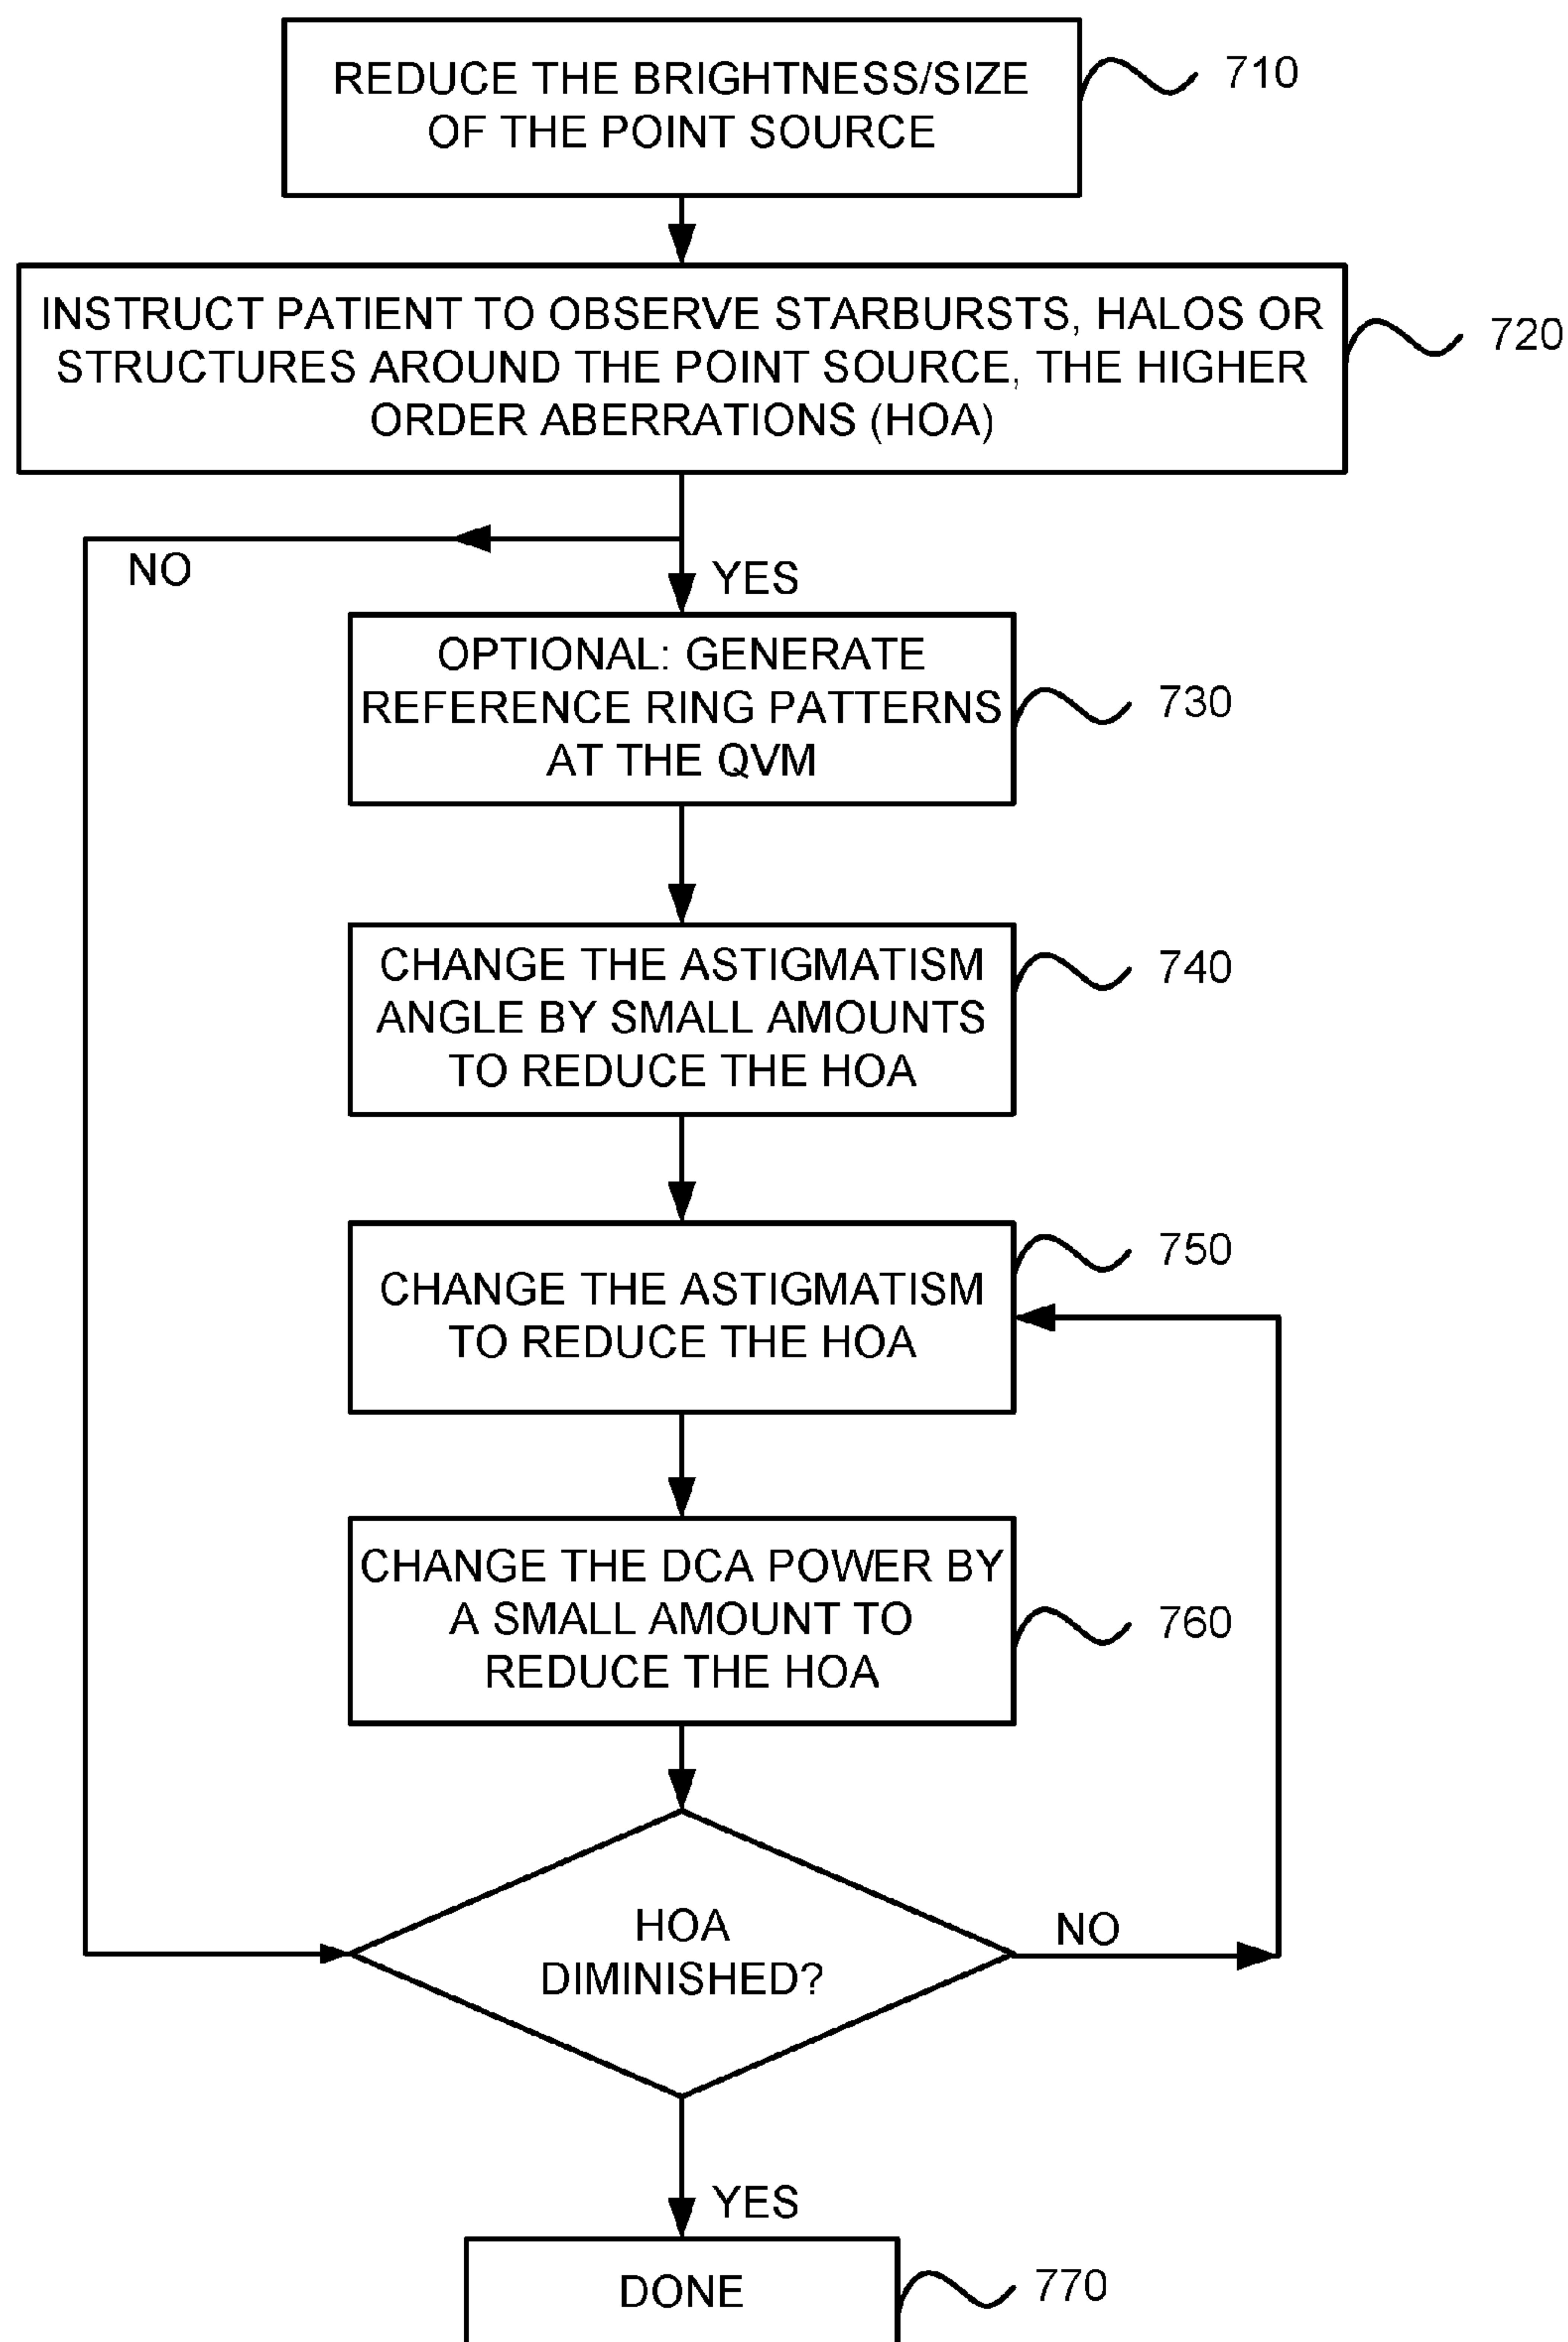 REDUCE THE BRIGHTNESS/SIZE
OF THE POINT SOURCE
710
INSTRUCT PATIENT TO OBSERVE STARBURSTS, HALOS OR
STRUCTURES AROUND THE POINT SOURCE, THE HIGHER
ORDER ABERRATIONS (HOA)
720
NO
YES
OPTIONAL: GENERATE
REFERENCE RING PATTERNS
AT THE QVM
730
CHANGE THE ASTIGMATISM
ANGLE BY SMALL AMOUNTS
TO REDUCE THE HOA
740
CHANGE THE ASTIGMATISM
TO REDUCE THE HOA
750
CHANGE THE DCA POWER BY
A SMALL AMOUNT TO
REDUCE THE HOA
760
HOA
DIMINISHED?
NO
YES
DONE
770